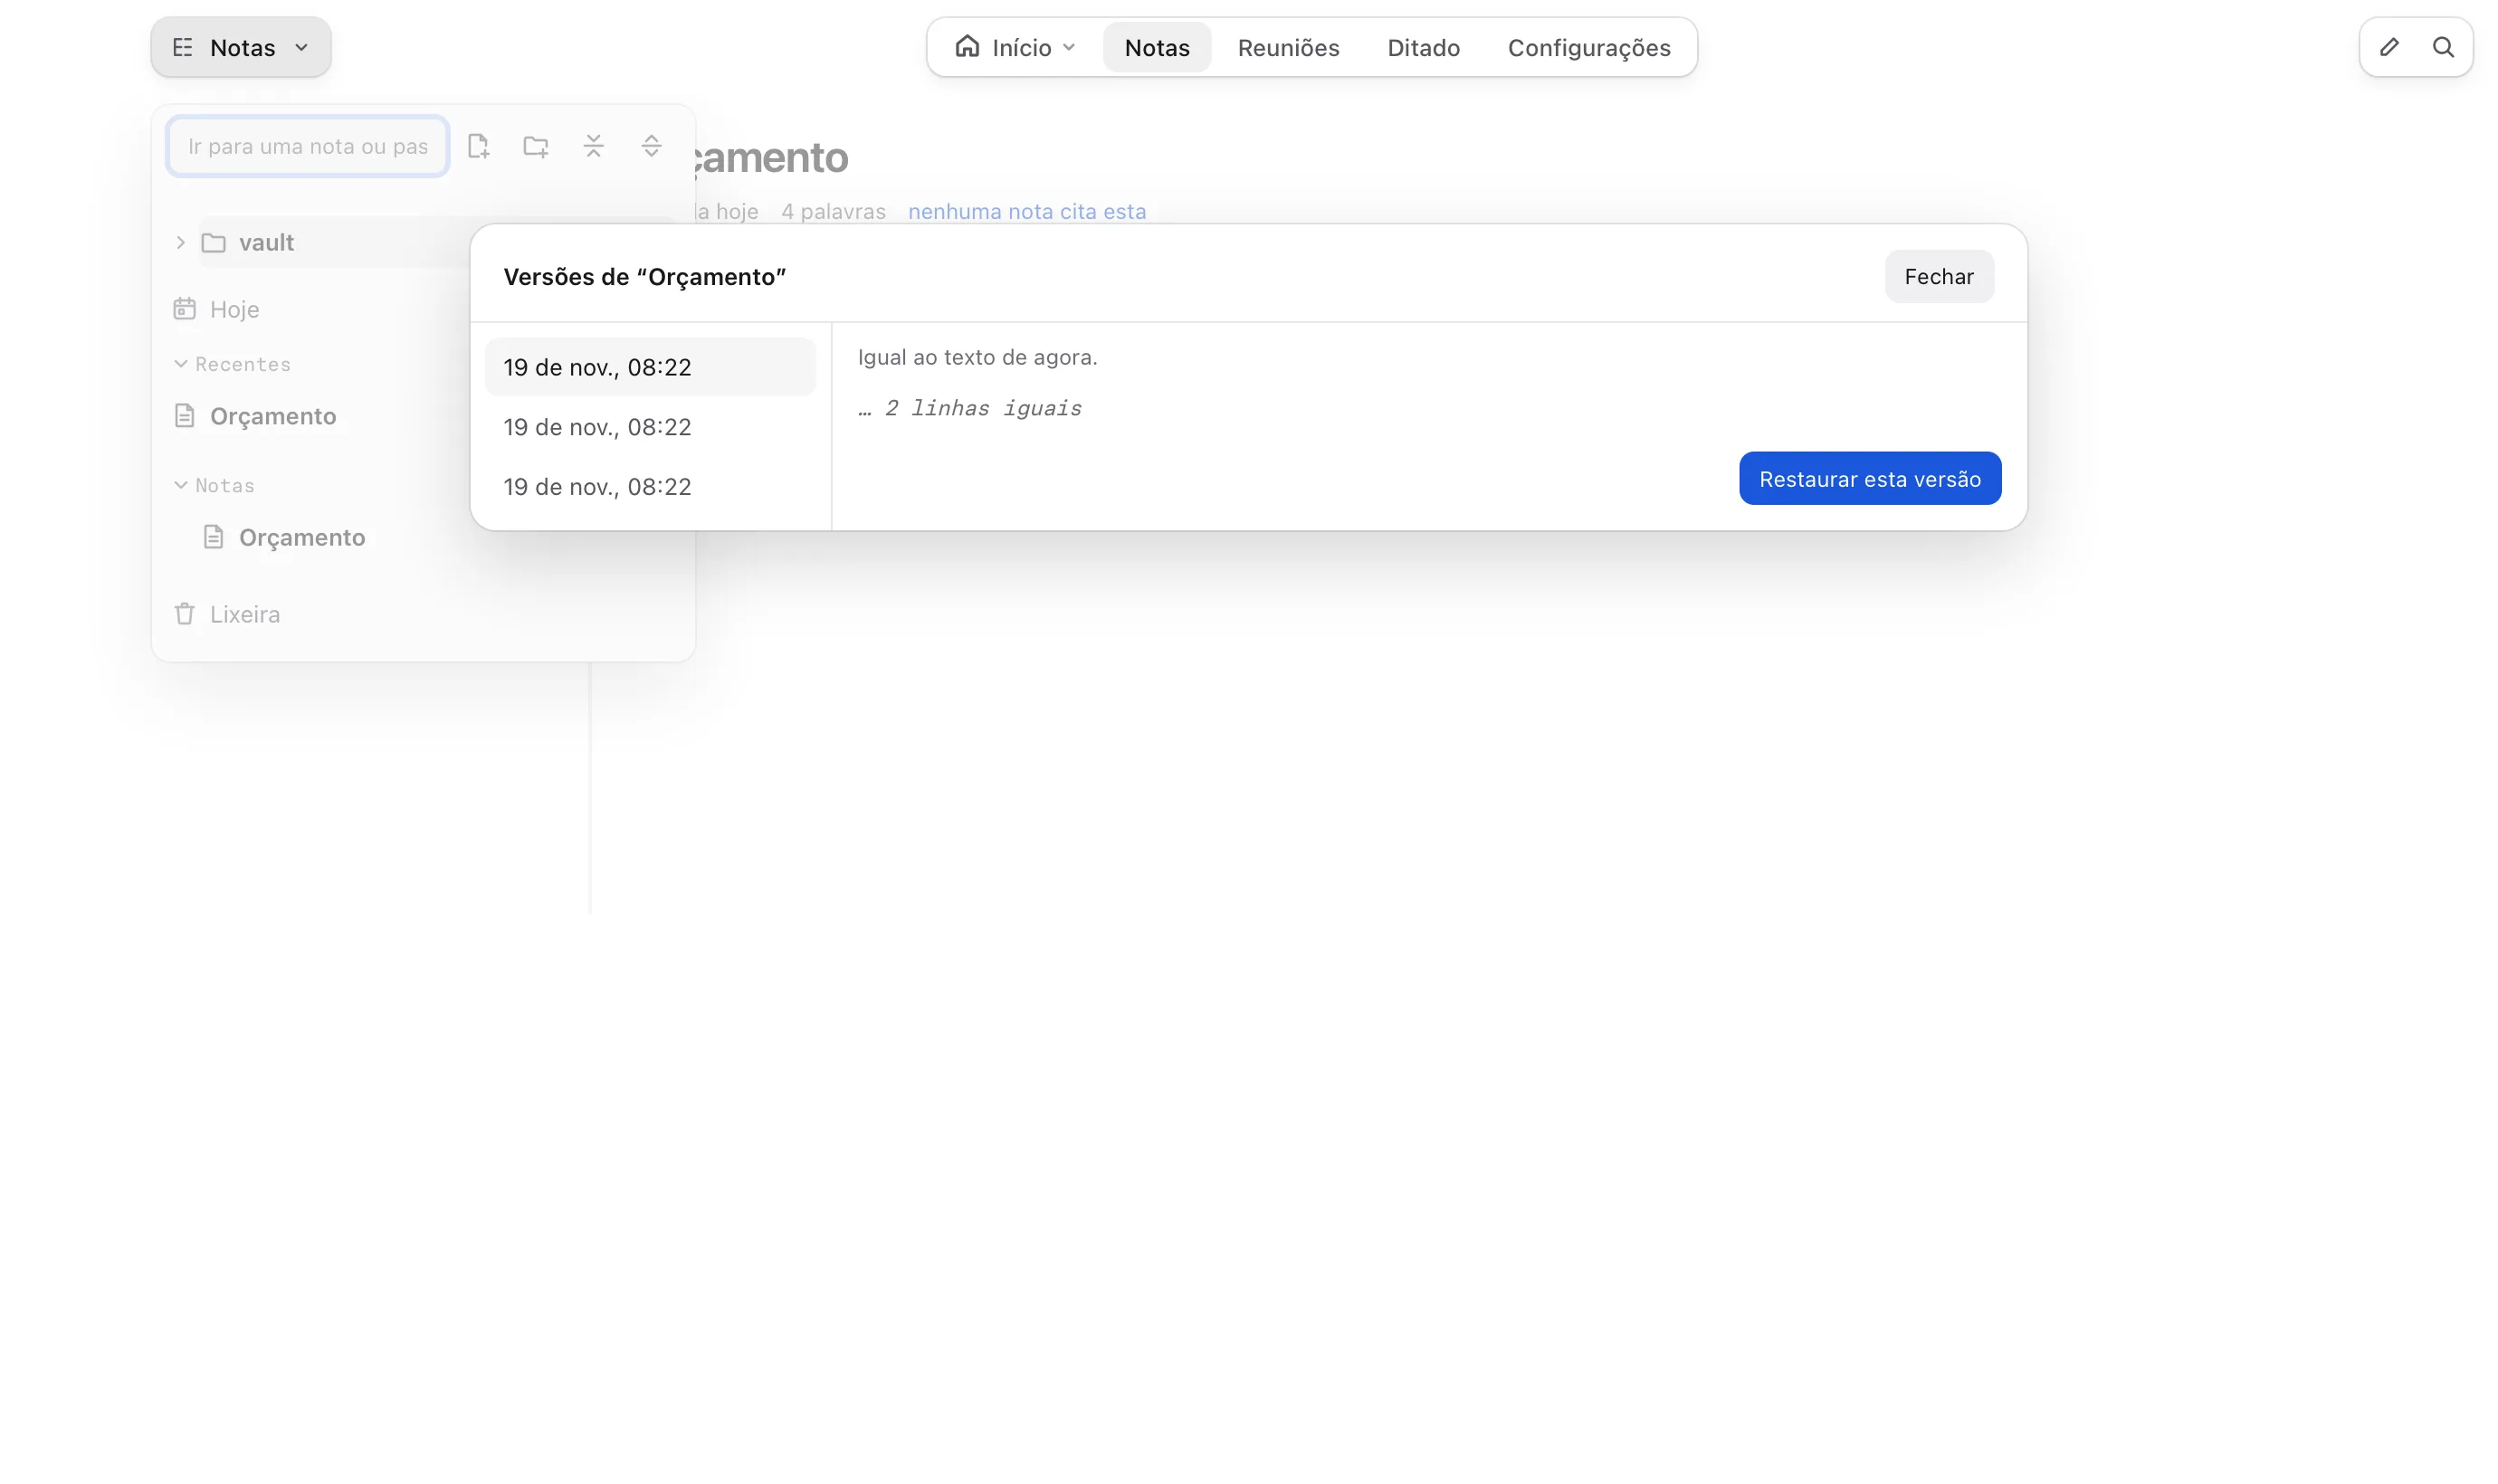 Notas
Início
Notas
Reuniões
Ditado
Configurações
Ir para uma nota ou pas
çamento
hoje 4 palavras nenhuma nota cita esta
vault
Hoje
Recentes
Orçamento
Notas
Orçamento
Lixeira
Versões de “Orçamento”
Fechar
19 de nov., 08:22
19 de nov., 08:22
19 de nov., 08:22
Igual ao texto de agora.
… 2 linhas iguais
Restaurar esta versão